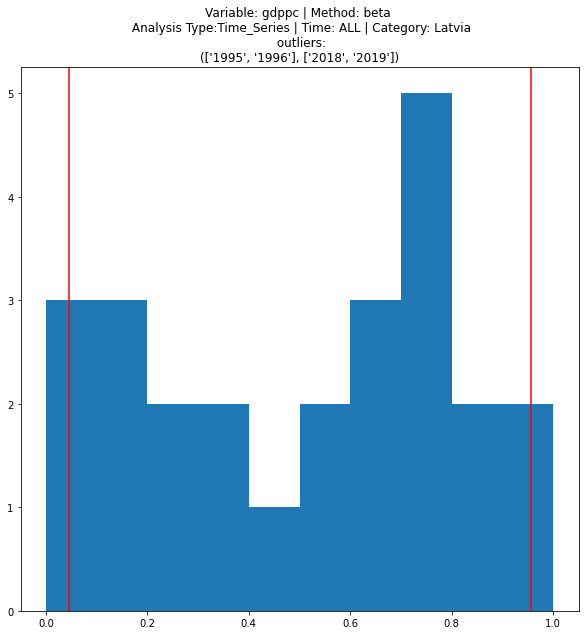 Variable: gdppc | Method: beta
Analysis Type:Time_Series | Time: ALL | Category: Latvia
outliers:
(['1995', '1996'], ['2018', '2019'])
5
4
3
2
1
0
0.0 0.2 0.4 0.6 0.8 1.0